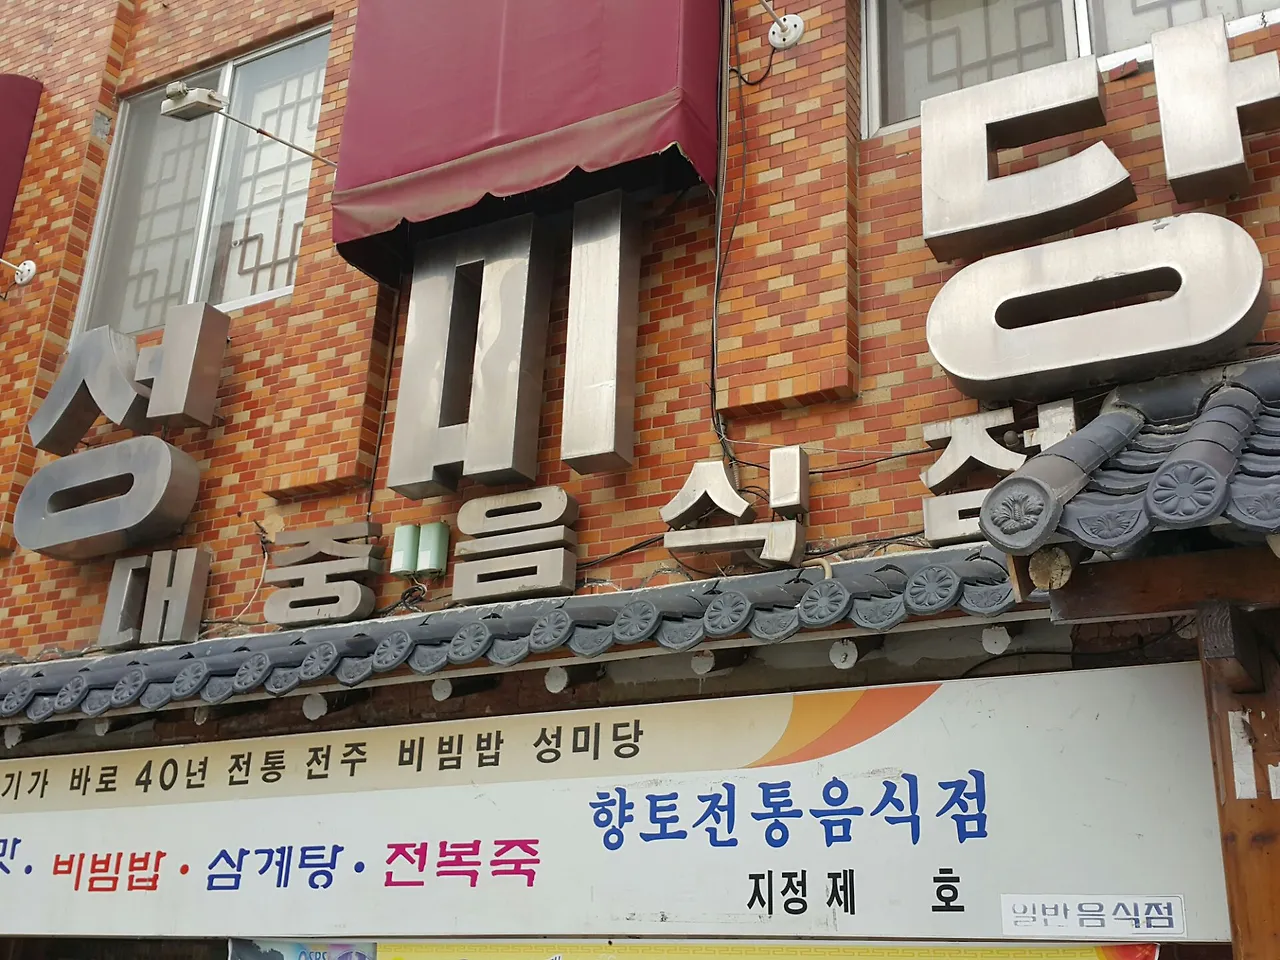 성미당
대중음식점
기가 바로 40년 전통 전주 비빔밥 성미당
향토전통음식점
맛. 비빔밥·삼계탕·전복죽
지정 제 호
일반음식점